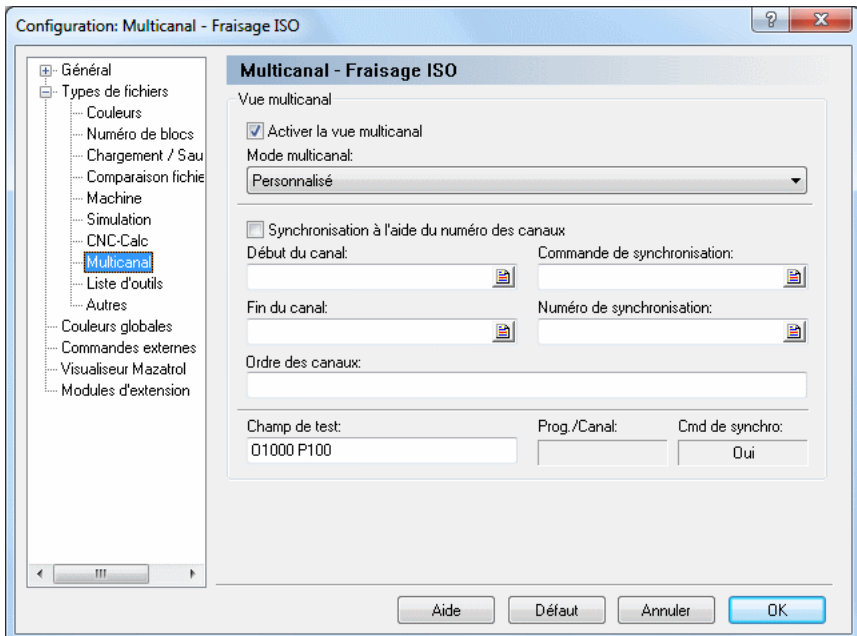 Configuration: Multicanal - Fraisage ISO
Général
Types de fichiers
Couleurs
Numéro de blocs
Chargement / Sau
Comparaison fichie
Machine
Simulation
CNC-Calc
Multicanal
Liste d'outils
Autres
Couleurs globales
Commandes externes
Visualiseur Mazatrol
Modules d'extension
Multicanal - Fraisage ISO
Vue multicanal
Activer la vue multicanal
Mode multicanal:
Personnalisé
Synchronisation à l'aide du numéro des canaux
Début du canal: Commande de synchronisation:
Fin du canal: Numéro de synchronisation:
Ordre des canaux:
Champ de test: Prog./Canal: Cmd de synchro:
O1000 P100 Oui
Aide Défaut Annuler OK